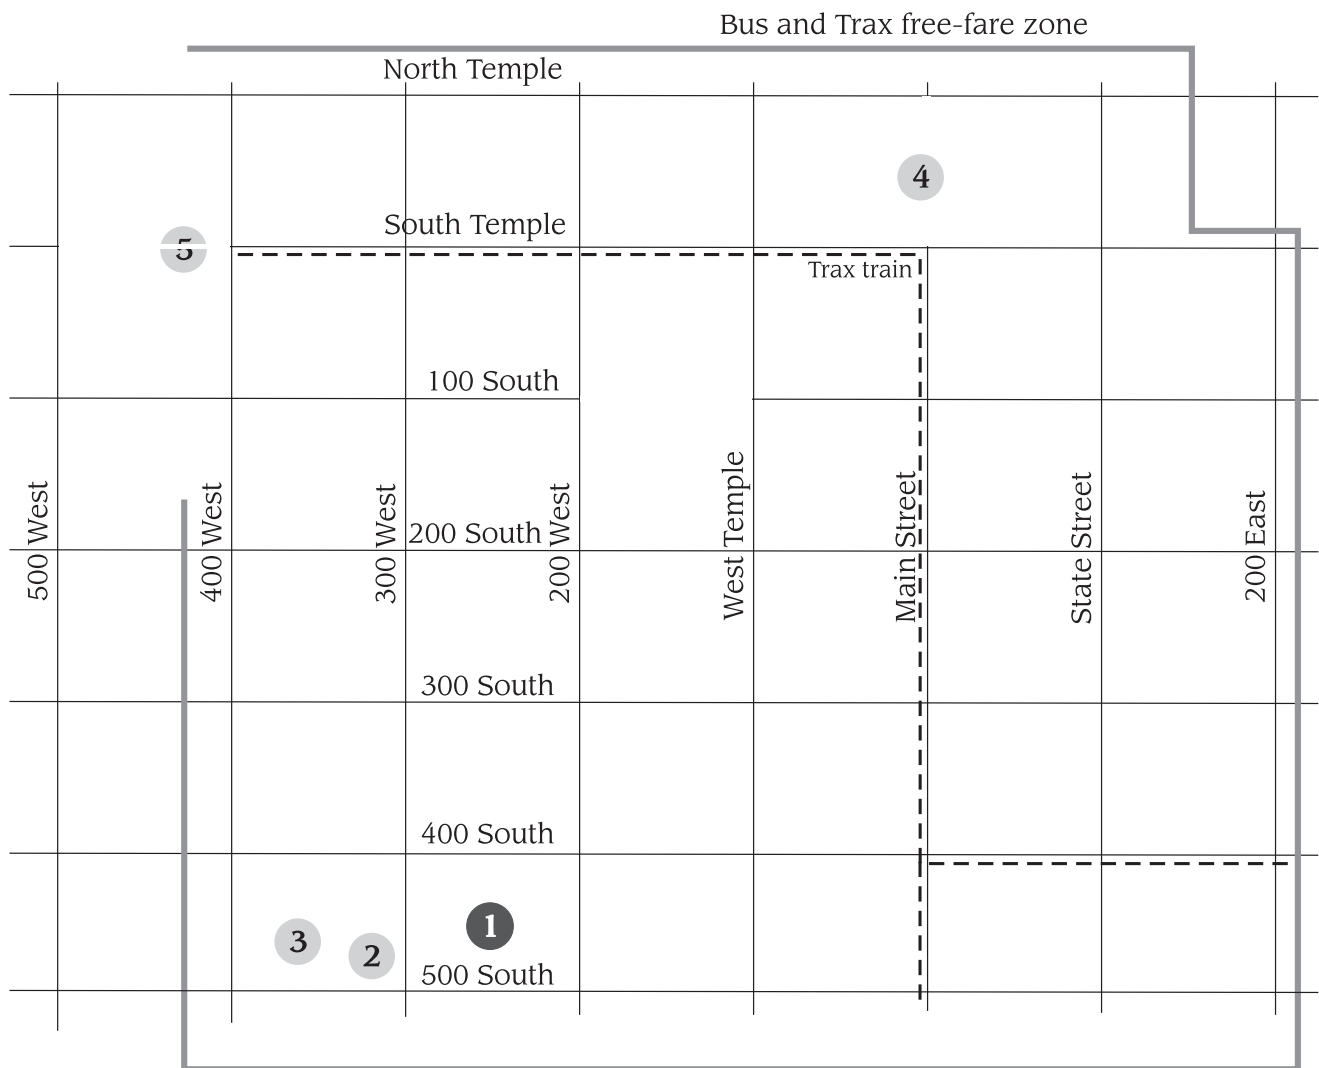 Bus and Trax free-fare zone
North Temple
4
South Temple
5
Trax train
100 South
500 West
400 West
300 West
200 South
200 West
West Temple
Main Street
State Street
200 East
300 South
400 South
1
3
2
500 South